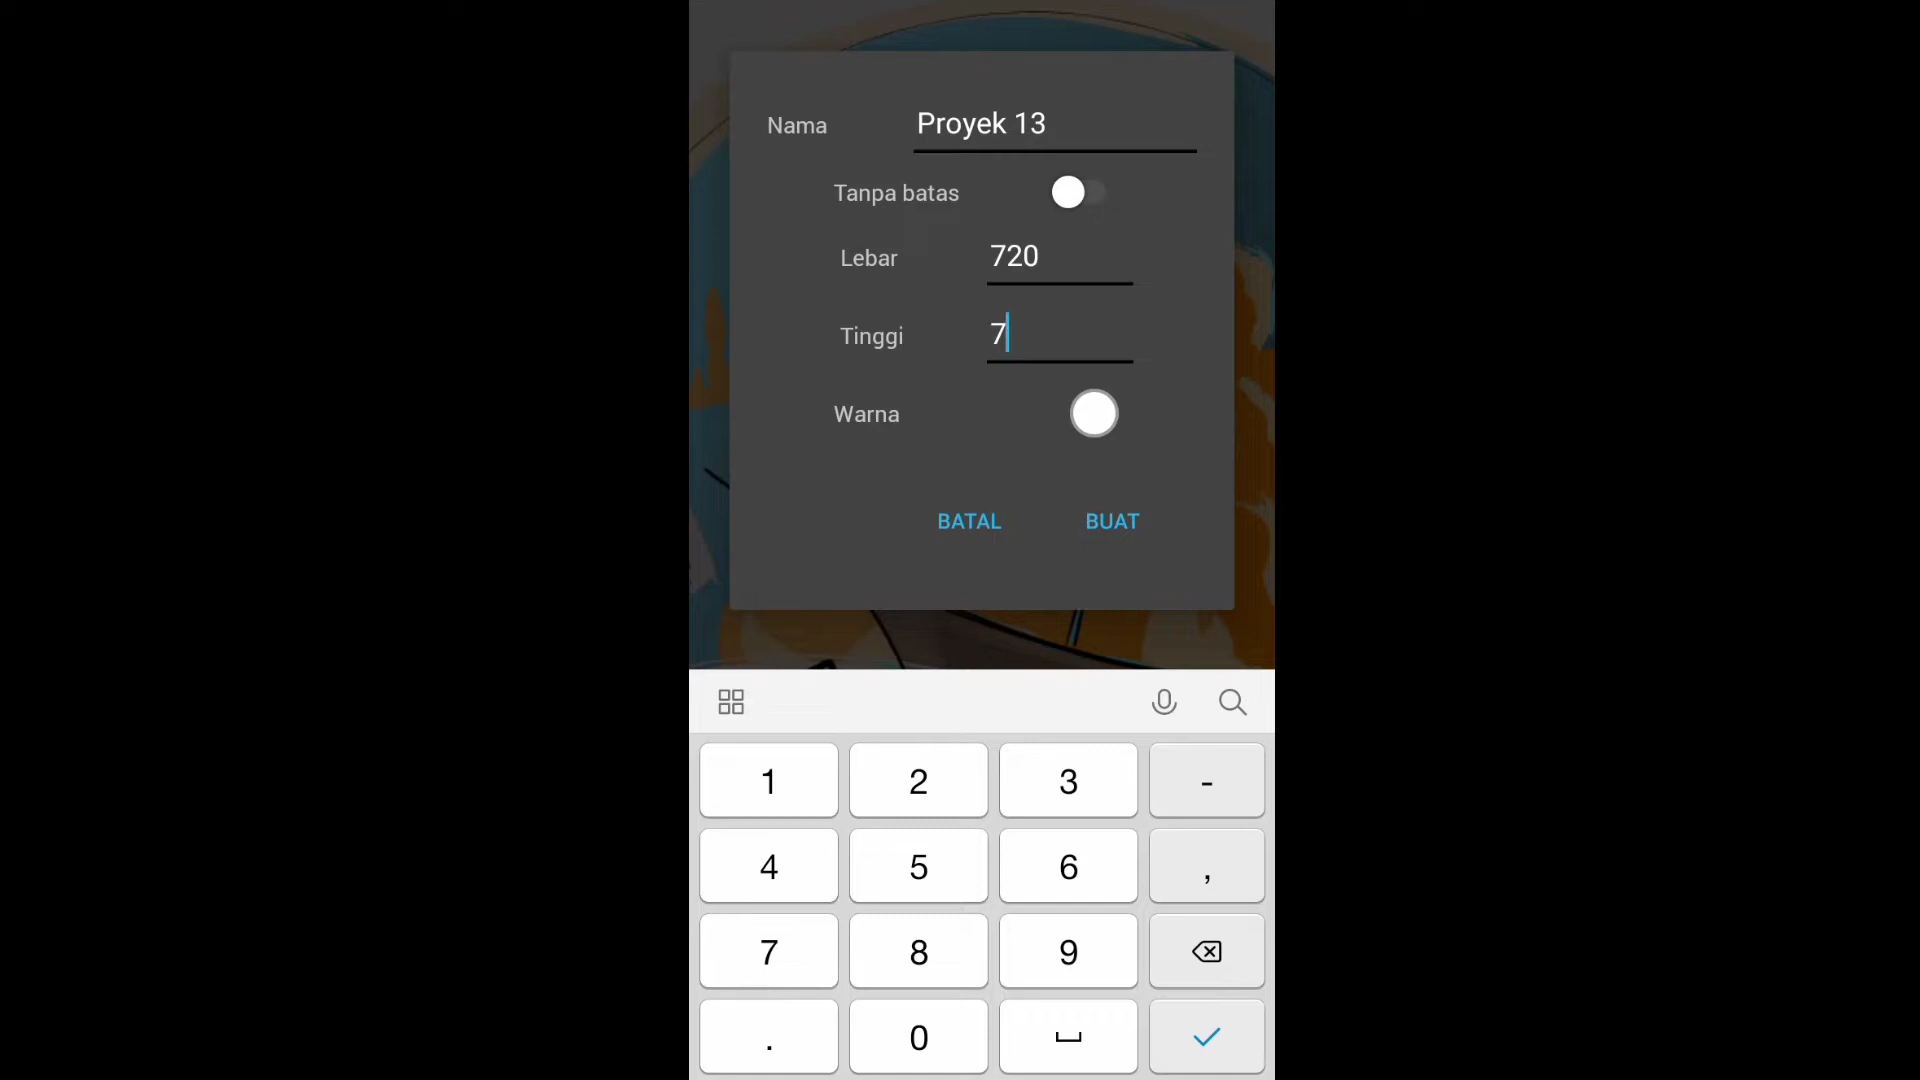 Nama Proyek 13
Tanpa batas
Lebar 720
Tinggi 7
Warna
BATAL BUAT
1 2 3 -
4 5 6 ,
7 8 9
. 0